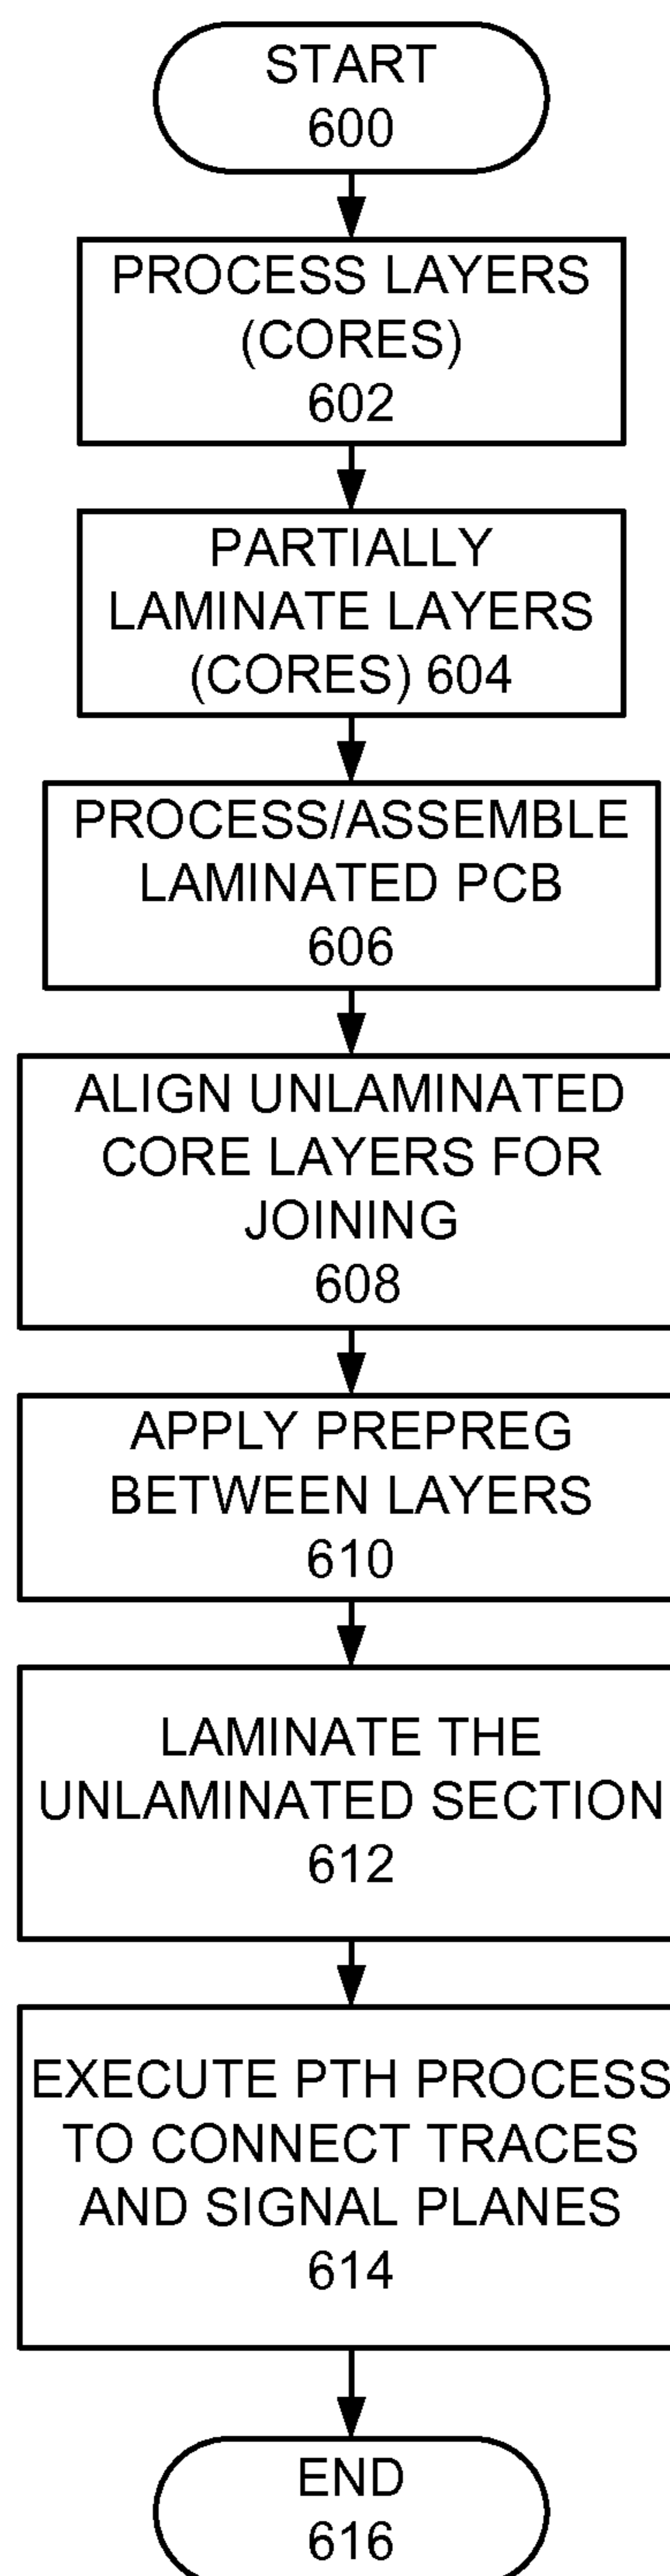 START
600
PROCESS LAYERS
(CORES)
602
PARTIALLY
LAMINATE LAYERS
(CORES) 604
PROCESS/ASSEMBLE
LAMINATED PCB
606
ALIGN UNLAMINATED
CORE LAYERS FOR
JOINING
608
APPLY PREPREG
BETWEEN LAYERS
610
LAMINATE THE
UNLAMINATED SECTION
612
EXECUTE PTH PROCESS
TO CONNECT TRACES
AND SIGNAL PLANES
614
END
616